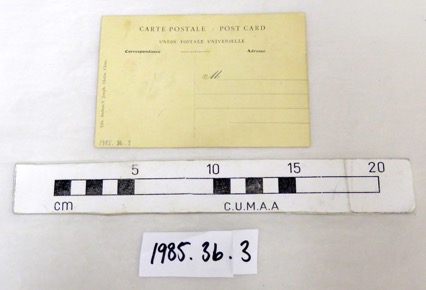 CARTE POSTALE - POST CARD
UNION POSTALE UNIVERSELLE
Correspondance
Adresse
M.
1985. 36. 3
5
10
15
20
cm
C.U.M.A.A
1985. 36. 3